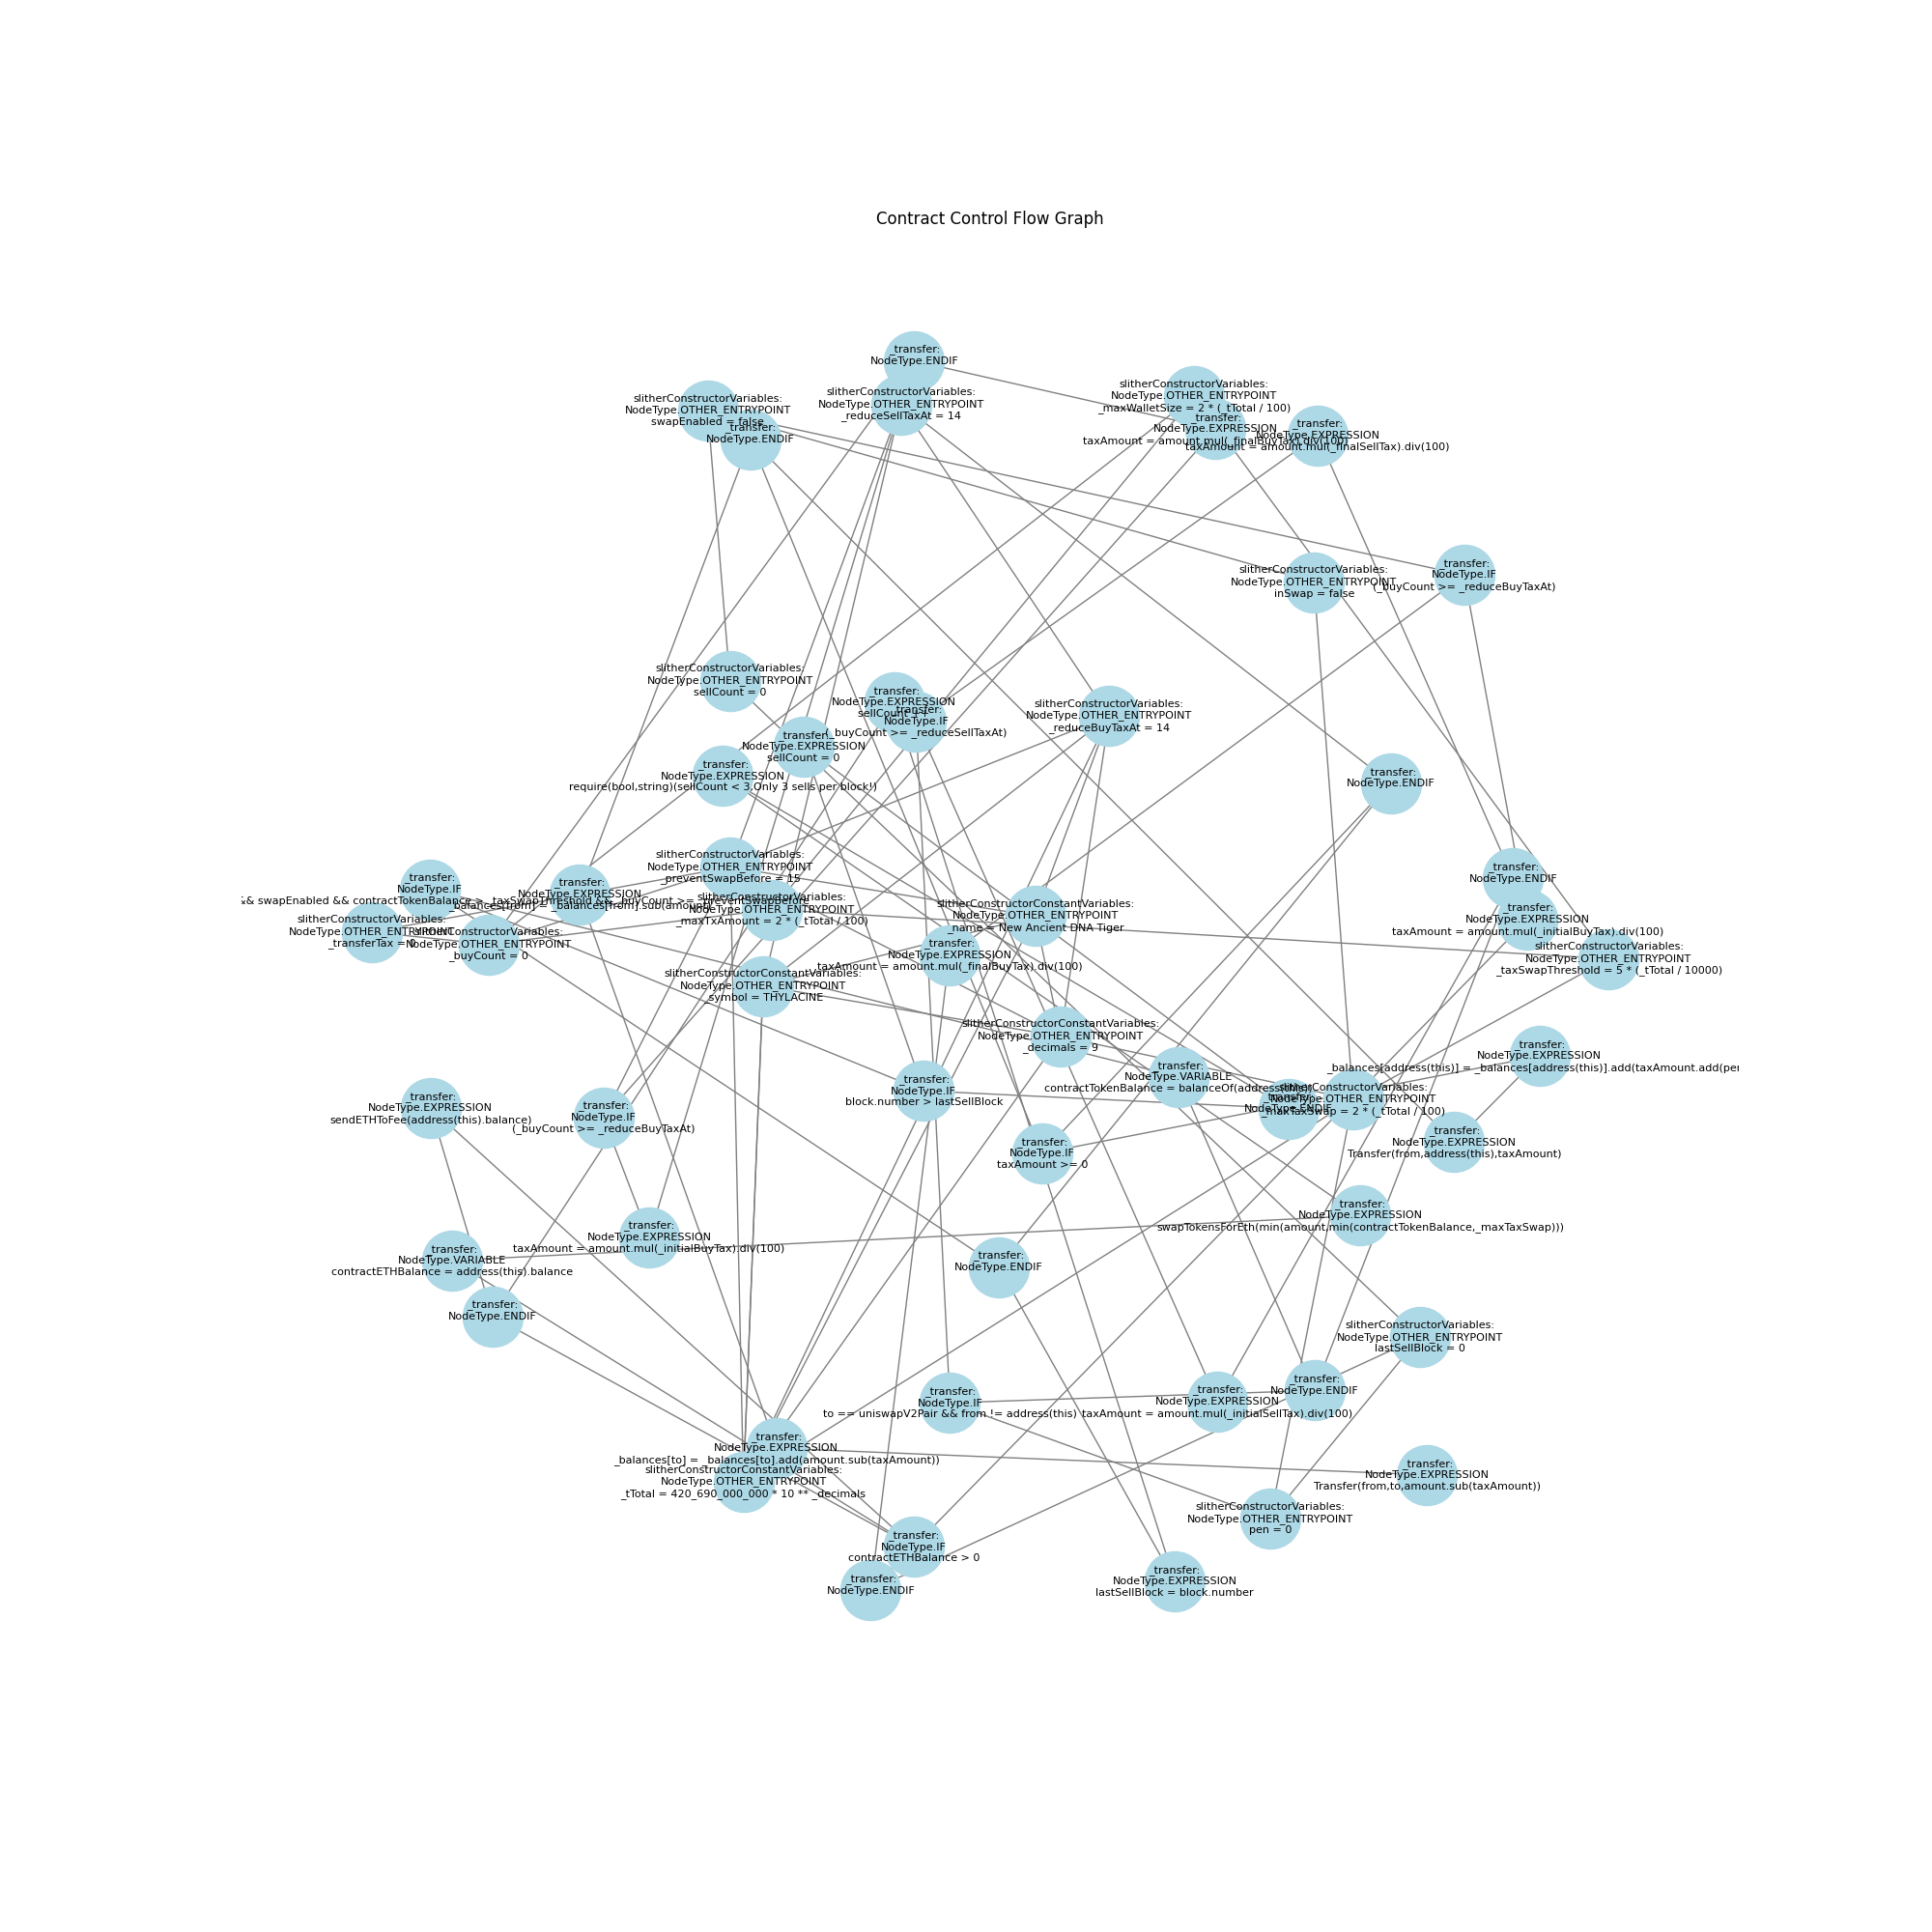 Contract Control Flow Graph
_transfer:
NodeType.ENDIF
slitherConstructorVariables:
NodeType.OTHER_ENTRYPOINT
swapEnabled = false
_transfer:
NodeType.ENDIF
slitherConstructorVariables:
NodeType.OTHER_ENTRYPOINT
_reduceSellTaxAt = 14
slitherConstructorVariables:
NodeType.OTHER_ENTRYPOINT
_maxWalletSize = 2 * (_tTotal / 100)
_transfer:
NodeType.EXPRESSION
taxAmount = amount.mul(_finalBuyTax).div(100)
_transfer:
NodeType.EXPRESSION
taxAmount = amount.mul(_finalSellTax).div(100)
slitherConstructorVariables:
NodeType.OTHER_ENTRYPOINT
inSwap = false
_transfer:
NodeType.IF
(_buyCount >= _reduceBuyTaxAt)
slitherConstructorVariables:
NodeType.OTHER_ENTRYPOINT
sellCount = 0
_transfer:
NodeType.EXPRESSION
sellCount
_transfer:
NodeType.IF
(_buyCount >= _reduceSellTaxAt)
slitherConstructorVariables:
NodeType.OTHER_ENTRYPOINT
_reduceBuyTaxAt = 14
_transfer:
NodeType.EXPRESSION
sellCount = 0
_transfer:
NodeType.EXPRESSION
require(bool,string)(sellCount < 3,Only 3 sells per block!)
_transfer:
NodeType.ENDIF
slitherConstructorVariables:
NodeType.OTHER_ENTRYPOINT
_preventSwapBefore = 15
_transfer:
NodeType.IF
&& swapEnabled && contractTokenBalance > _taxSwapThreshold && _buyCount >= _preventSwapBefore
_transfer:
NodeType.EXPRESSION
_balances[from] = _balances[from].sub(amount)
slitherConstructorVariables:
NodeType.OTHER_ENTRYPOINT
_maxTxAmount = 2 * (_tTotal / 100)
slitherConstructorVariables:
NodeType.OTHER_ENTRYPOINT
_transferTax = 0
slitherConstructorVariables:
NodeType.OTHER_ENTRYPOINT
_buyCount = 0
slitherConstructorConstantVariables:
NodeType.OTHER_ENTRYPOINT
_name = New Ancient DNA Tiger
_transfer:
NodeType.ENDIF
_transfer:
NodeType.EXPRESSION
taxAmount = amount.mul(_initialBuyTax).div(100)
slitherConstructorVariables:
NodeType.OTHER_ENTRYPOINT
_taxSwapThreshold = 5 * (_tTotal / 10000)
_transfer:
NodeType.EXPRESSION
taxAmount = amount.mul(_finalBuyTax).div(100)
slitherConstructorConstantVariables:
NodeType.OTHER_ENTRYPOINT
_symbol = THYLACINE
slitherConstructorConstantVariables:
NodeType.OTHER_ENTRYPOINT
_decimals = 9
_transfer:
NodeType.EXPRESSION
_balances[address(this)] = _balances[address(this)].add(taxAmount.add(pen
_transfer:
NodeType.VARIABLE
contractTokenBalance = balanceOf(address(this))
_transfer:
NodeType.IF
block.number > lastSellBlock
_transfer:
NodeType.ENDIF
slitherConstructorVariables:
NodeType.OTHER_ENTRYPOINT
_maxTaxSwap = 2 * (_tTotal / 100)
_transfer:
NodeType.EXPRESSION
sendETHToFee(address(this).balance)
_transfer:
NodeType.IF
(_buyCount >= _reduceBuyTaxAt)
_transfer:
NodeType.IF
taxAmount >= 0
_transfer:
NodeType.EXPRESSION
Transfer(from,address(this),taxAmount)
_transfer:
NodeType.EXPRESSION
swapTokensForEth(min(amount,min(contractTokenBalance,_maxTaxSwap)))
_transfer:
NodeType.EXPRESSION
taxAmount = amount.mul(_initialBuyTax).div(100)
_transfer:
NodeType.VARIABLE
contractETHBalance = address(this).balance
_transfer:
NodeType.ENDIF
_transfer:
NodeType.ENDIF
slitherConstructorVariables:
NodeType.OTHER_ENTRYPOINT
lastSellBlock = 0
_transfer:
NodeType.IF
to == uniswapV2Pair && from != address(this)
_transfer:
NodeType.EXPRESSION
taxAmount = amount.mul(_initialSellTax).div(100)
_transfer:
NodeType.ENDIF
_transfer:
NodeType.EXPRESSION
_balances[to] = _balances[to].add(amount.sub(taxAmount))
slitherConstructorConstantVariables:
NodeType.OTHER_ENTRYPOINT
_tTotal = 420_690_000_000 * 10 ** _decimals
_transfer:
NodeType.EXPRESSION
Transfer(from,to,amount.sub(taxAmount))
slitherConstructorVariables:
NodeType.OTHER_ENTRYPOINT
pen = 0
_transfer:
NodeType.IF
contractETHBalance > 0
_transfer:
NodeType.ENDIF
_transfer:
NodeType.EXPRESSION
lastSellBlock = block.number